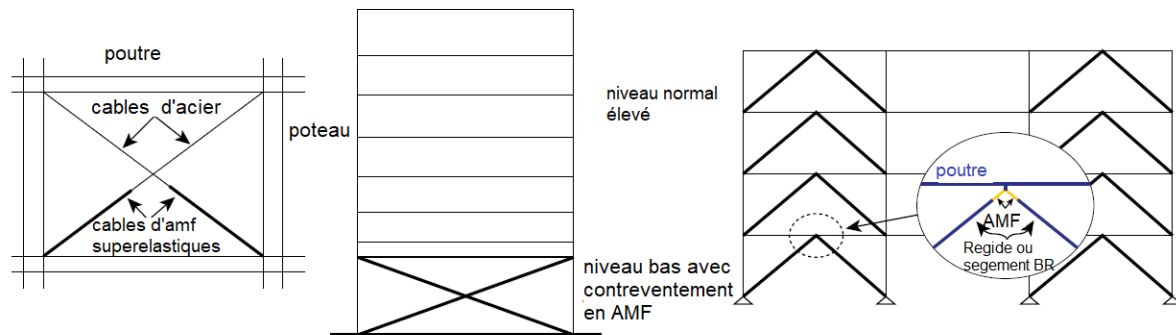 poutre
cables d'acier
poteau
cables d'amf
superelastiques
niveau normal
élevé
niveau bas avec
contreventement
en AMF
poutre
AMF
Regide ou
segement BR